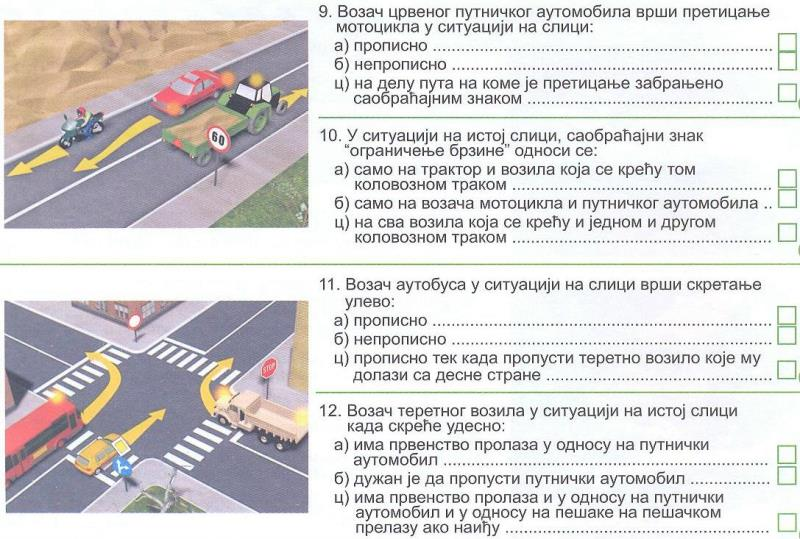 9. Возач црвеног путничког аутомобила врши претицање
мотоцикла у ситуацији на слици:
а) прописно
б) непрописно
ц) на делу пута на коме је претицање забрањено
саобраћајним знаком
60
10. У ситуацији на истој слици, саобраћајни знак
“ограничење брзине” односи се:
а) само на трактор и возила која се крећу том
коловозном траком
б) само на возача мотоцикла и путничког аутомобила ..
ц) на сва возила која се крећу и једном и другом
коловозном траком
11. Возач аутобуса у ситуацији на слици врши скретање
улево:
а) прописно
б) непрописно
ц) прописно тек када пропусти теретно возило које му
долази са десне стране
STOP
12. Возач теретног возила у ситуацији на истој слици
када скреће удесно:
а) има првенство пролаза у односу на путнички
аутомобил
б) дужан је да пропусти путнички аутомобил
ц) има првенство пролаза и у односу на путнички
аутомобил и у односу на пешаке на пешачком
прелазу ако наиђу